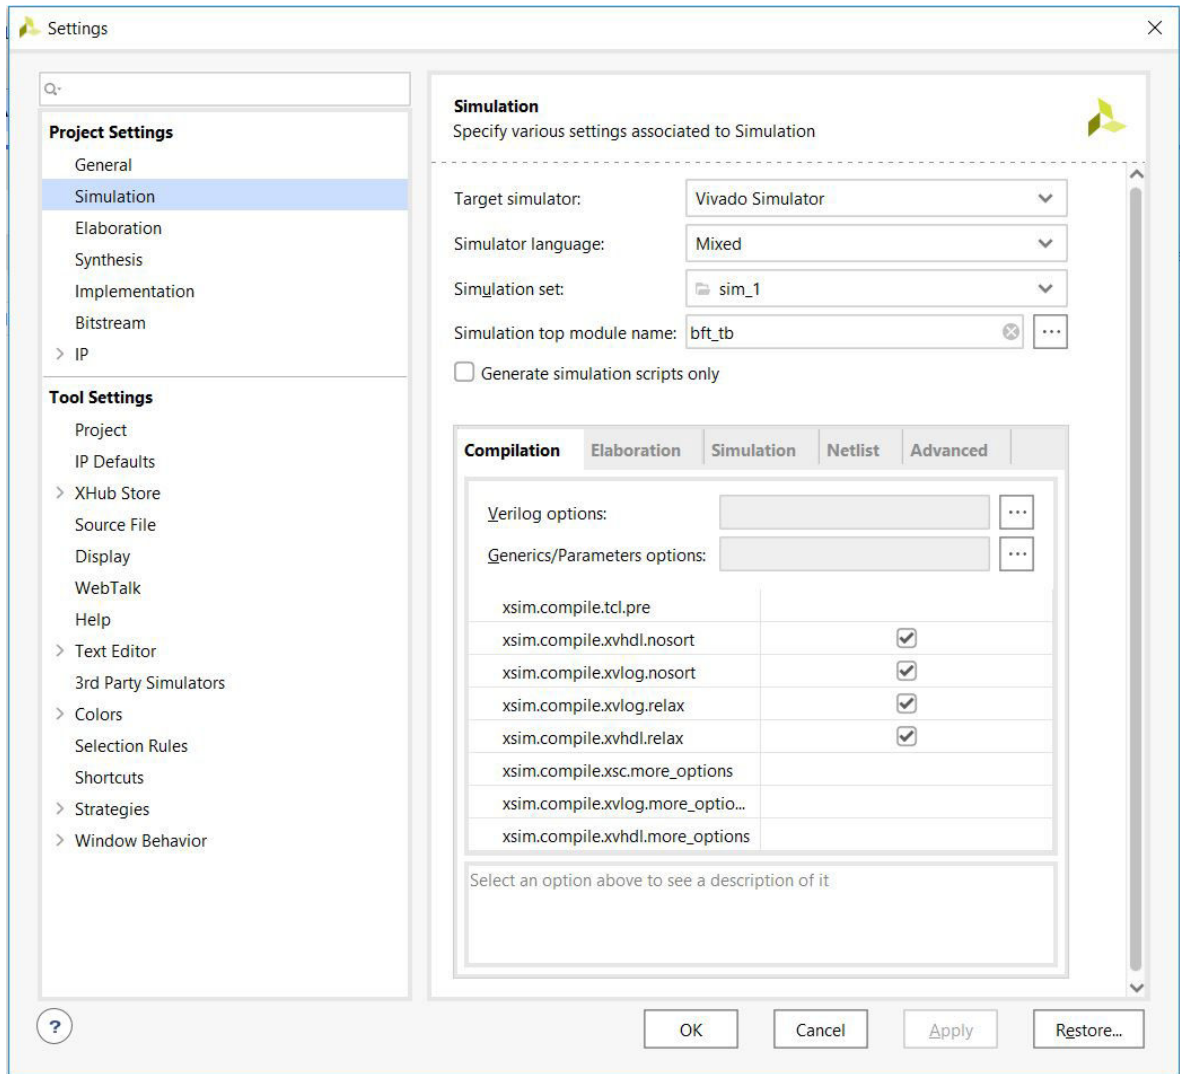 Settings
Project Settings
General
Simulation
Elaboration
Synthesis
Implementation
Bitstream
IP
Tool Settings
Project
IP Defaults
XHub Store
Source File
Display
WebTalk
Help
Text Editor
3rd Party Simulators
Colors
Selection Rules
Shortcuts
Strategies
Window Behavior
Simulation
Specify various settings associated to Simulation
Target simulator: Vivado Simulator
Simulator language: Mixed
Simulation set: sim_1
Simulation top module name: bft_tb ...
Generate simulation scripts only
Compilation Elaboration Simulation Netlist Advanced
Verilog options: ...
Generics/Parameters options: ...
xsim.compile.tcl.pre
xsim.compile.xvhdl.nosort
xsim.compile.xvlog.nosort
xsim.compile.xvlog.relax
xsim.compile.xvhdl.relax
xsim.compile.xsc.more_options
xsim.compile.xvlog.more_optio...
xsim.compile.xvhdl.more_options
Select an option above to see a description of it
? OK Cancel Apply Restore...